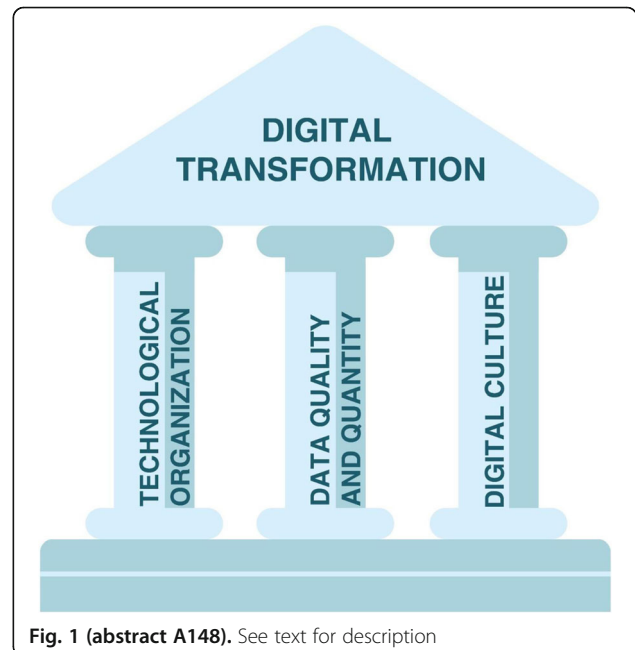 DIGITAL
TRANSFORMATION
TECHNOLOGICAL
ORGANIZATION
DATA QUALITY
AND QUANTITY
DIGITAL CULTURE
Fig. 1 (abstract A148). See text for description